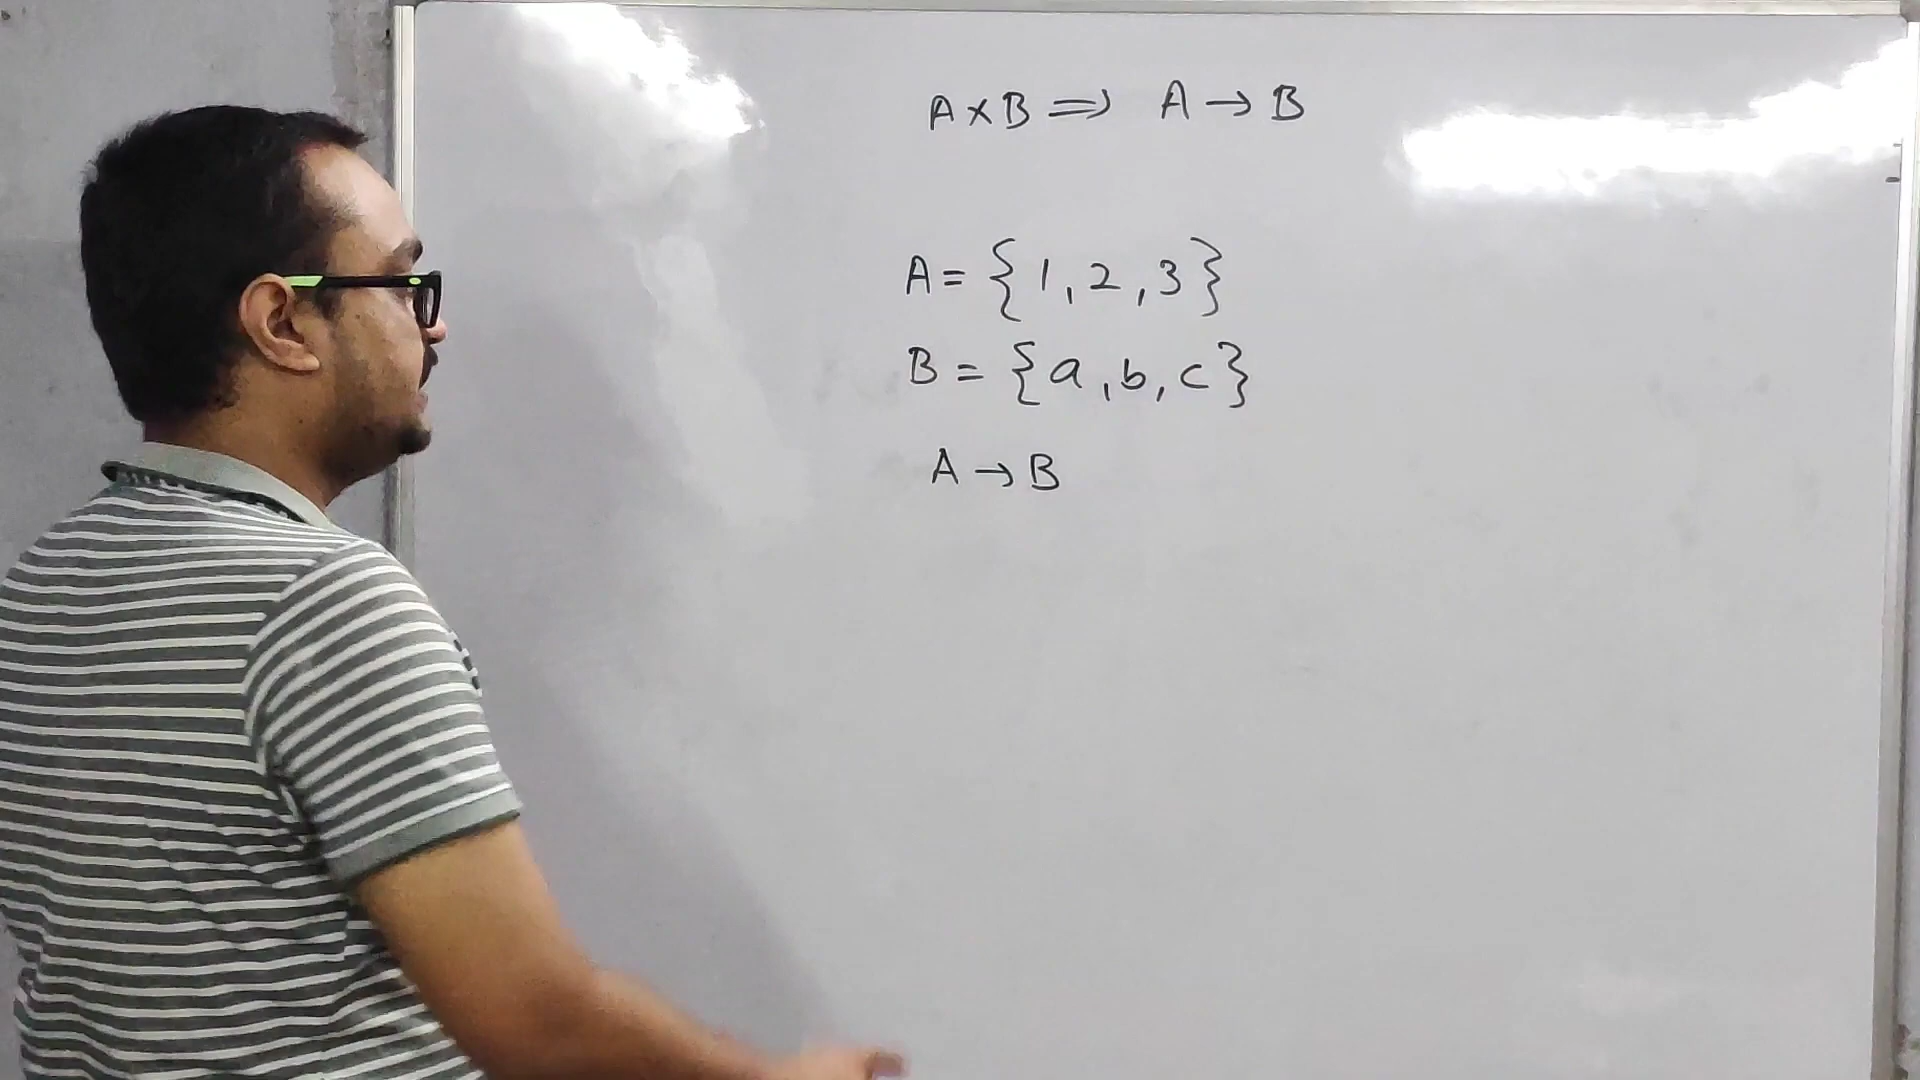 A × B ⇒ A → B
A = {1, 2, 3}
B = {a, b, c}
A → B